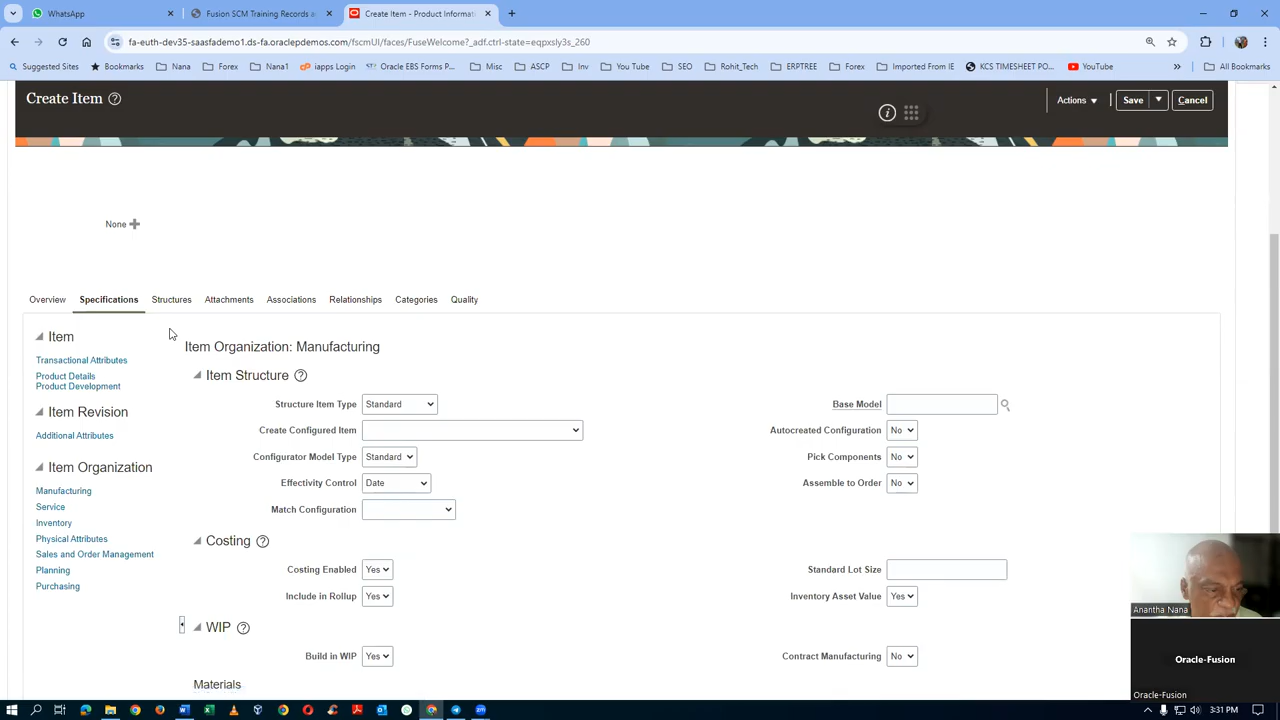 WhatsApp
Fusion SCM Training Records a
Create Item - Product Informat
fa-euth-dev35-saasfademo1.ds-fa.oraclepdemos.com/fscmUI/faces/FuseWelcome?_adf.ctrl-state=eqpxsly3s_260
Suggested Sites Bookmarks Nana Forex Nana1 iapps Login Oracle EBS Forms P... Misc ASCP Inv You Tube SEO Rohit_Tech ERPTREE Forex Imported From IE KCS TIMESHEET PO... YouTube All Bookmarks
Create Item
Actions Save Cancel
None
Overview Specifications Structures Attachments Associations Relationships Categories Quality
Item
Transactional Attributes
Product Details
Product Development
Item Revision
Additional Attributes
Item Organization
Manufacturing
Service
Inventory
Physical Attributes
Sales and Order Management
Planning
Purchasing
Item Organization: Manufacturing
Item Structure
Structure Item Type Standard Base Model
Create Configured Item Autocreated Configuration No
Configurator Model Type Standard Pick Components No
Effectivity Control Date Assemble to Order No
Match Configuration
Costing
Costing Enabled Yes Standard Lot Size
Include in Rollup Yes Inventory Asset Value Yes
WIP
Build in WIP Yes Contract Manufacturing No
Materials
Anantha Nana
Oracle-Fusion
Oracle-Fusion
3:31 PM